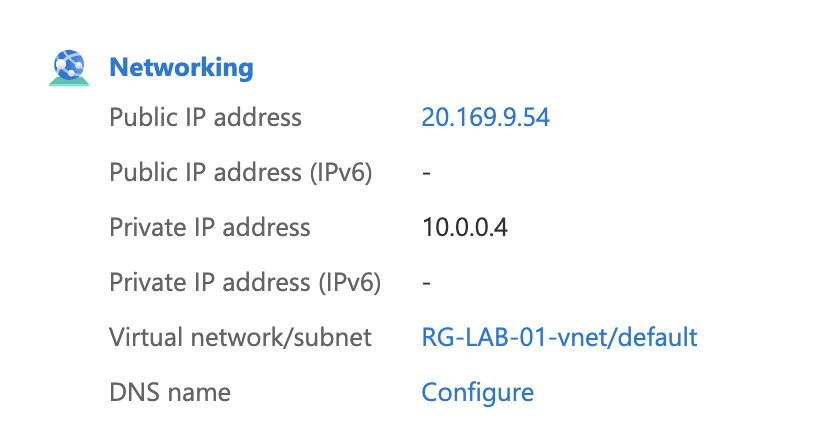 Networking
Public IP address 20.169.9.54
Public IP address (IPv6) -
Private IP address 10.0.0.4
Private IP address (IPv6) -
Virtual network/subnet RG-LAB-01-vnet/default
DNS name Configure